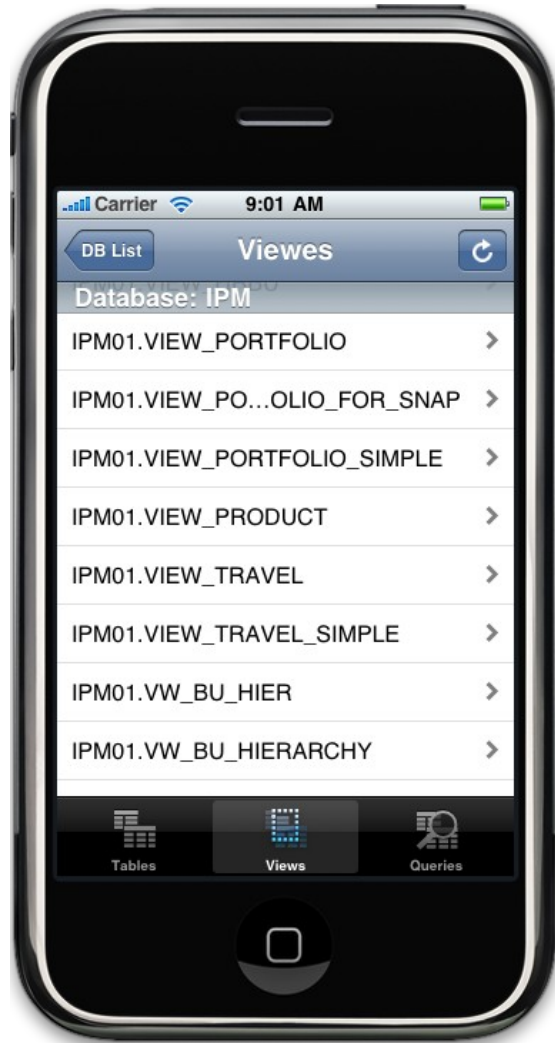 Carrier 9:01 AM
DB List Viewes
Database: IPM
IPM01.VIEW_PORTFOLIO
IPM01.VIEW_PO...OLIO_FOR_SNAP
IPM01.VIEW_PORTFOLIO_SIMPLE
IPM01.VIEW_PRODUCT
IPM01.VIEW_TRAVEL
IPM01.VIEW_TRAVEL_SIMPLE
IPM01.VW_BU_HIER
IPM01.VW_BU_HIERARCHY
Tables Views Queries